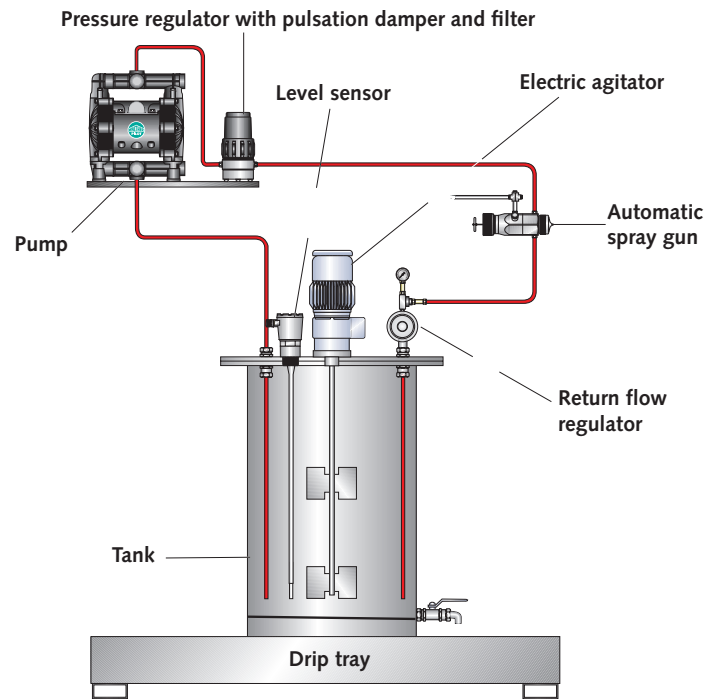 Pressure regulator with pulsation damper and filter
Level sensor
Electric agitator
Pump
Automatic
spray gun
Return flow
regulator
Tank
Drip tray